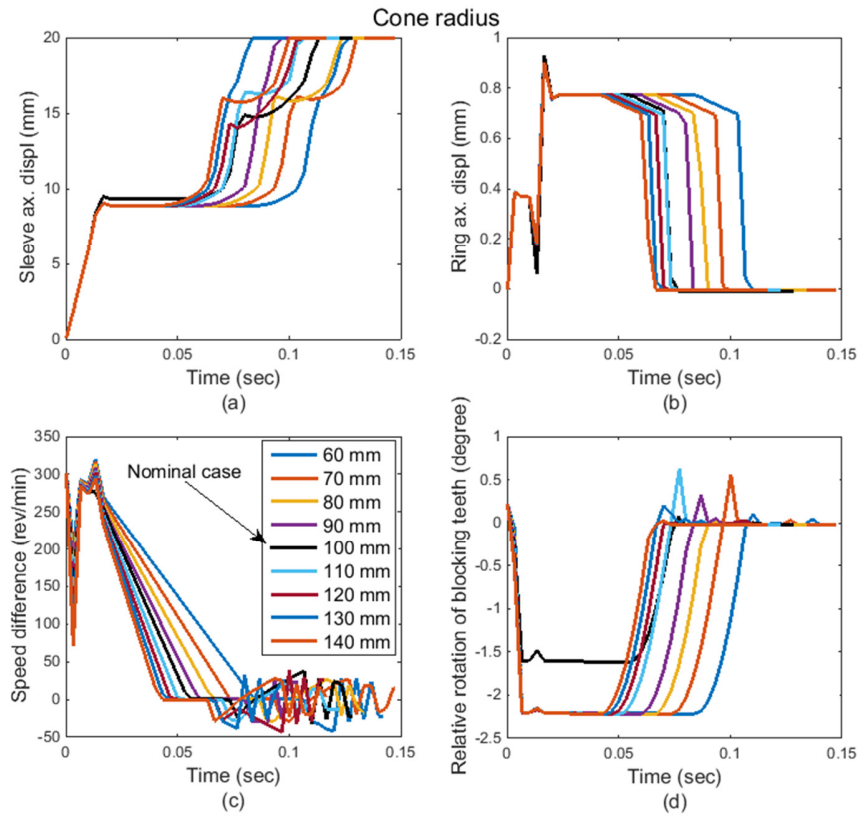 Cone radius
20
15
10
5
0
Sleeve ax. displ (mm)
0
0.05
0.1
0.15
Time (sec)
(a)
1
0.8
0.6
0.4
0.2
0
-0.2
Ring ax. displ (mm)
0
0.05
0.1
0.15
Time (sec)
(b)
350
300
250
200
150
100
50
0
-50
Speed difference (rev/min)
Nominal case
60 mm
70 mm
80 mm
90 mm
100 mm
110 mm
120 mm
130 mm
140 mm
0
0.05
0.1
0.15
Time (sec)
(c)
1
0.5
0
-0.5
-1
-1.5
-2
-2.5
Relative rotation of blocking teeth (degree)
0
0.05
0.1
0.15
Time (sec)
(d)